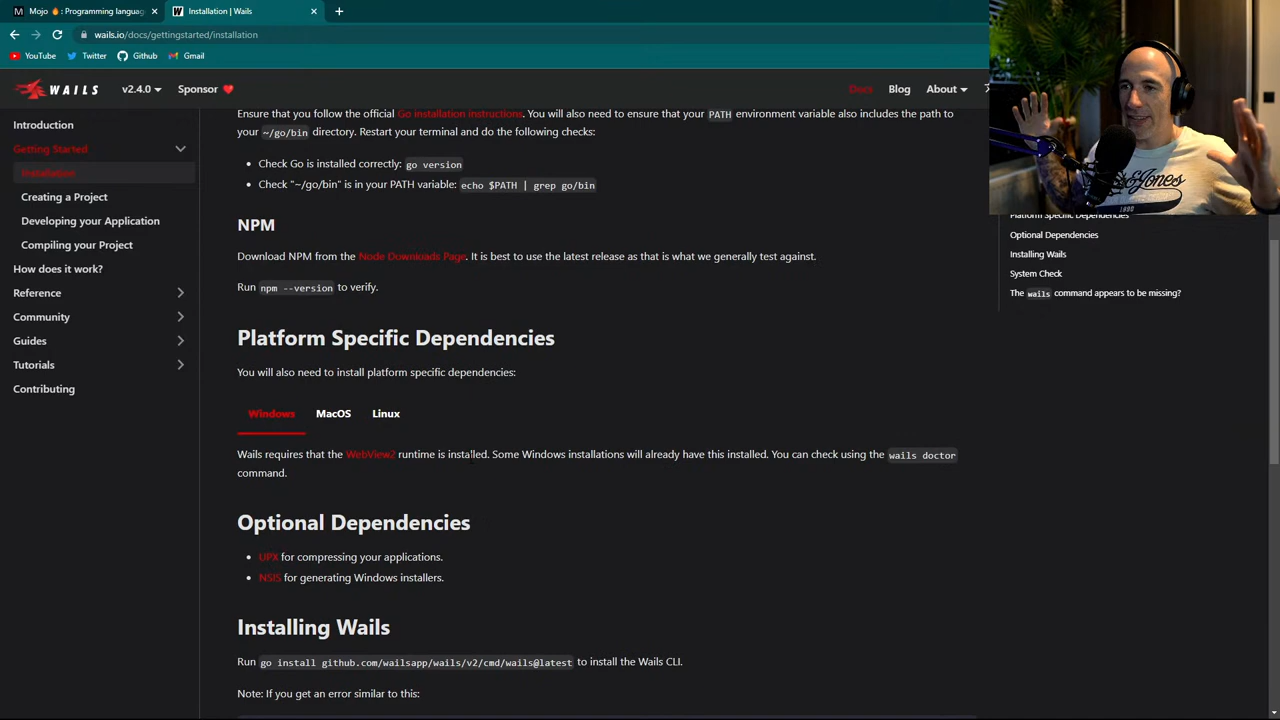 Mojo 🔥: Programming languag
Installation | Wails
wails.io/docs/gettingstarted/installation
YouTube
Twitter
Github
Gmail
WAILS
v2.4.0
Sponsor
Docs
Blog
About
Introduction
Getting Started
Installation
Creating a Project
Developing your Application
Compiling your Project
How does it work?
Reference
Community
Guides
Tutorials
Contributing
Ensure that you follow the official Go installation instructions. You will also need to ensure that your PATH environment variable also includes the path to
your ~/go/bin directory. Restart your terminal and do the following checks:
Check Go is installed correctly: go version
Check "~/go/bin" is in your PATH variable: echo $PATH | grep go/bin
NPM
Download NPM from the Node Downloads Page. It is best to use the latest release as that is what we generally test against.
Run npm --version to verify.
Platform Specific Dependencies
You will also need to install platform specific dependencies:
Windows
MacOS
Linux
Wails requires that the WebView2 runtime is installed. Some Windows installations will already have this installed. You can check using the wails doctor
command.
Optional Dependencies
UPX for compressing your applications.
NSIS for generating Windows installers.
Installing Wails
Run go install github.com/wailsapp/wails/v2/cmd/wails@latest to install the Wails CLI.
Note: If you get an error similar to this:
Platform Specific Dependencies
Optional Dependencies
Installing Wails
System Check
The wails command appears to be missing?